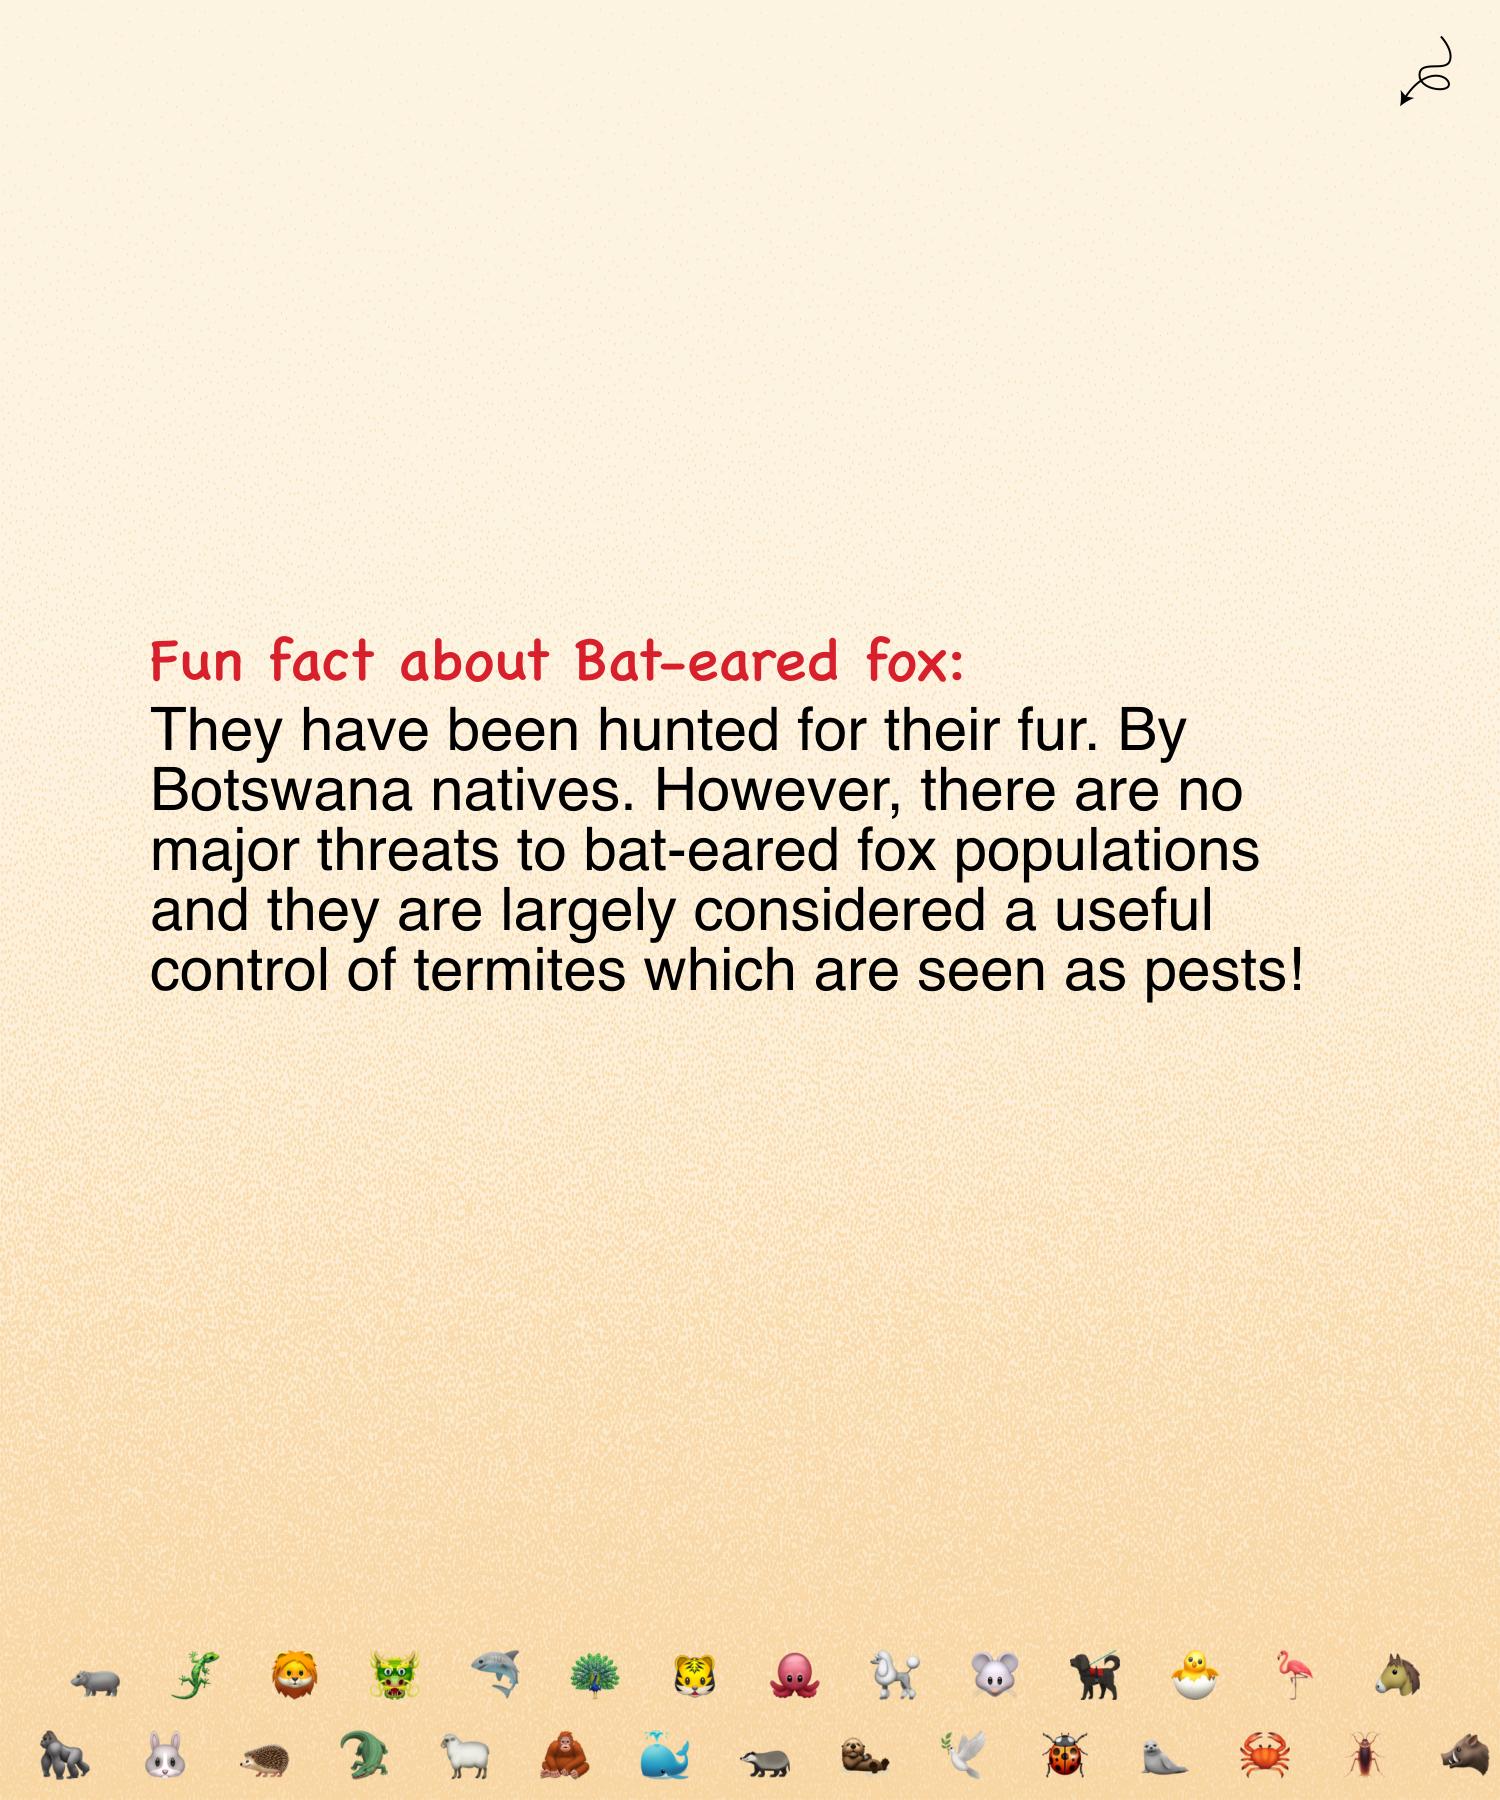 Fun fact about Bat-eared fox:
They have been hunted for their fur. By
Botswana natives. However, there are no
major threats to bat-eared fox populations
and they are largely considered a useful
control of termites which are seen as pests!